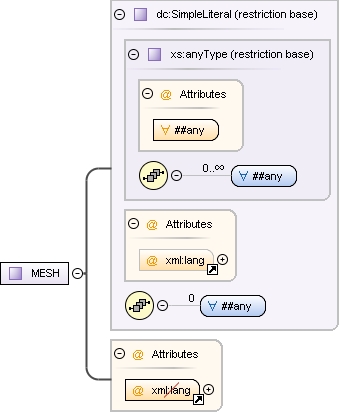 dc:SimpleLiteral (restriction base)
xs:anyType (restriction base)
@ Attributes
∀ ##any
0..∞
∀ ##any
@ Attributes
@ xml:lang
0
∀ ##any
MESH
@ Attributes
@ xml:lang